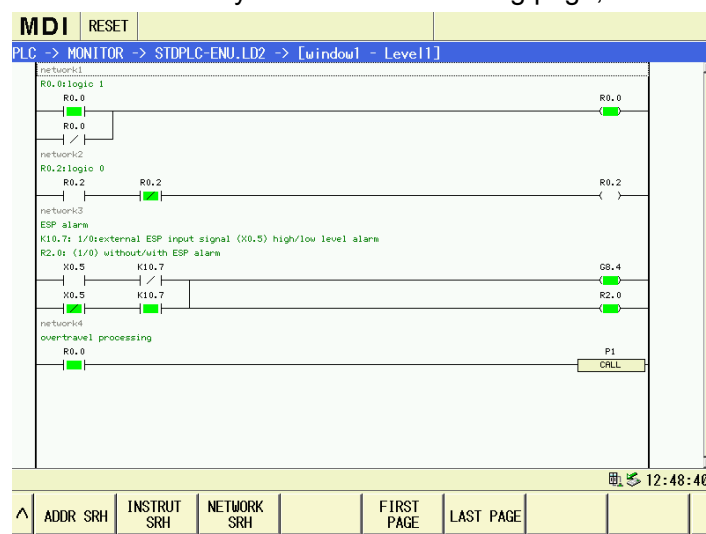 MDI RESET
PLC -> MONITOR -> STDPLC-ENU.LD2 -> [window1 - Level1]
network1
R0.0:logic 1
R0.0 R0.0
R0.0
network2
R0.2:logic 0
R0.2 R0.2 R0.2
network3
ESP alarm
K10.7: 1/0:external ESP input signal (X0.5) high/low level alarm
R2.0: (1/0) without/with ESP alarm
X0.5 K10.7 G8.4
X0.5 K10.7 R2.0
network4
overtravel processing
R0.0 P1
CALL
12:48:40
ADDR SRH INSTRUT SRH NETWORK SRH FIRST PAGE LAST PAGE